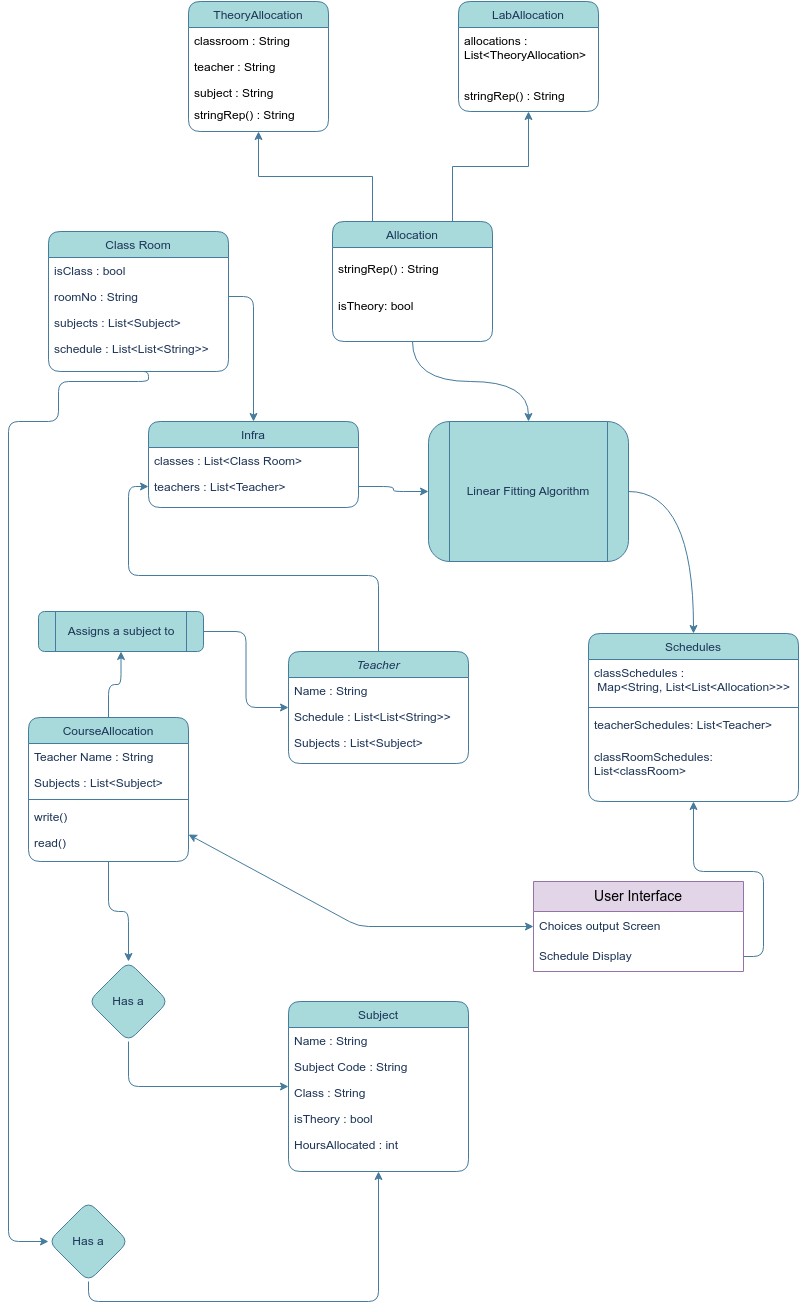 TheoryAllocation
classroom : String
teacher : String
subject : String
stringRep() : String
LabAllocation
allocations :
List<TheoryAllocation>
stringRep() : String
Allocation
stringRep() : String
isTheory: bool
Class Room
isClass : bool
roomNo : String
subjects : List<Subject>
schedule : List<List<String>>
Infra
classes : List<Class Room>
teachers : List<Teacher>
Linear Fitting Algorithm
Assigns a subject to
Teacher
Name : String
Schedule : List<List<String>>
Subjects : List<Subject>
Schedules
classSchedules :
Map<String, List<List<Allocation>>>
teacherSchedules: List<Teacher>
classRoomSchedules:
List<classRoom>
CourseAllocation
Teacher Name : String
Subjects : List<Subject>
write()
read()
User Interface
Choices output Screen
Schedule Display
Has a
Subject
Name : String
Subject Code : String
Class : String
isTheory : bool
HoursAllocated : int
Has a